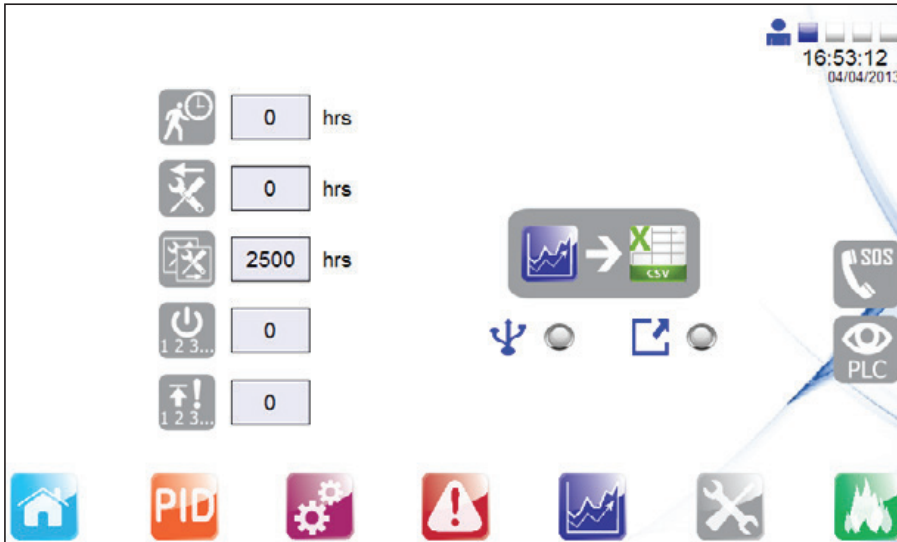 16:53:12
04/04/2013
0 hrs
0 hrs
2500 hrs
1 2 3... 0
1 2 3... 0
X
CSV
SOS
PLC
PID